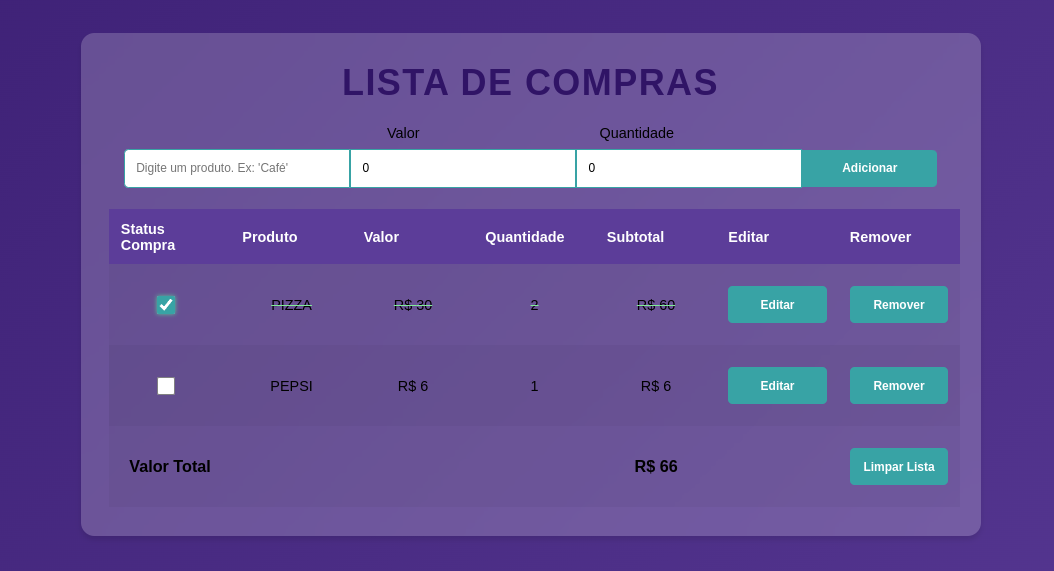 LISTA DE COMPRAS
Valor Quantidade
Digite um produto. Ex: 'Café' 0 0 Adicionar
Status Compra Produto Valor Quantidade Subtotal Editar Remover
PIZZA R$ 30 2 R$ 60 Editar Remover
PEPSI R$ 6 1 R$ 6 Editar Remover
Valor Total R$ 66 Limpar Lista